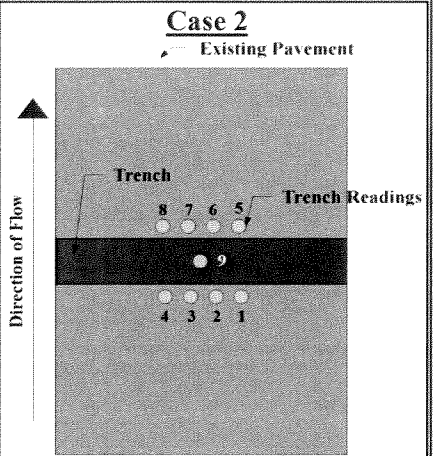 Case 2
Existing Pavement
Direction of Flow
Trench
Trench Readings
8 7 6 5
9
4 3 2 1